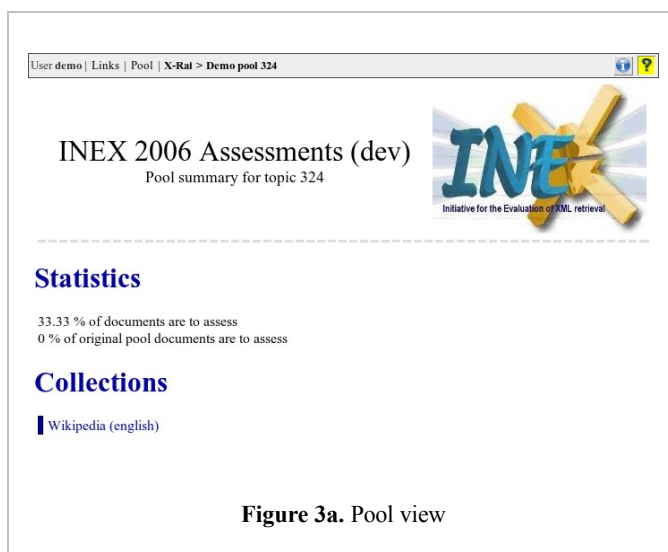 User demo | Links | Pool | X-Rai > Demo pool 324
?
INEX 2006 Assessments (dev)
Pool summary for topic 324
INEX
Initiative for the Evaluation of XML retrieval
Statistics
33.33 % of documents are to assess
0 % of original pool documents are to assess
Collections
Wikipedia (english)
Figure 3a. Pool view